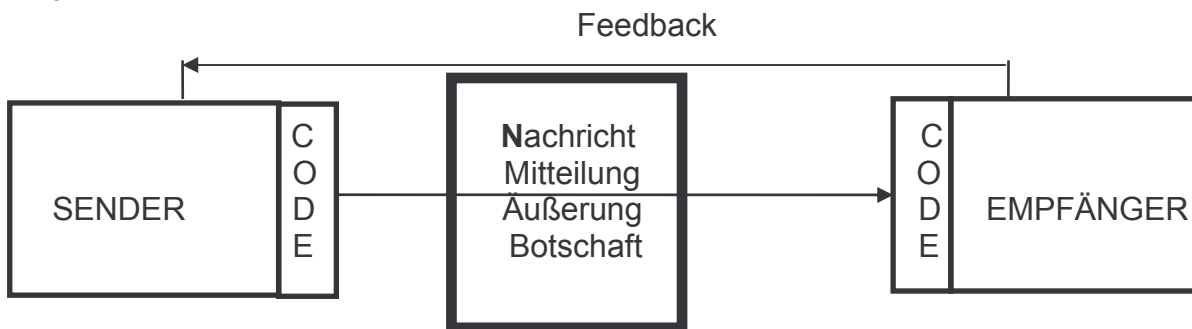 Feedback
SENDER
C
O
D
E
Nachricht
Mitteilung
Äußerung
Botschaft
C
O
D
E
EMPFÄNGER